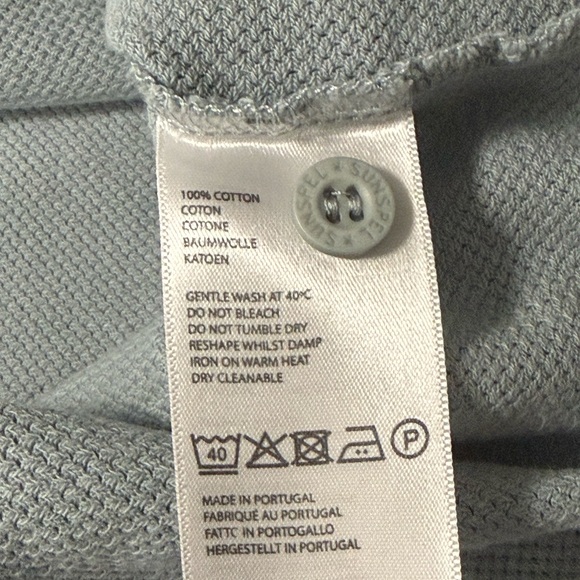 SUNSPEL ★ SUNSPEL ★
100% COTTON
COTON
COTONE
BAUMWOLLE
KATOEN
GENTLE WASH AT 40°C
DO NOT BLEACH
DO NOT TUMBLE DRY
RESHAPE WHILST DAMP
IRON ON WARM HEAT
DRY CLEANABLE
40 P
MADE IN PORTUGAL
FABRIQUÉ AU PORTUGAL
FATTO IN PORTOGALLO
HERGESTELLT IN PORTUGAL